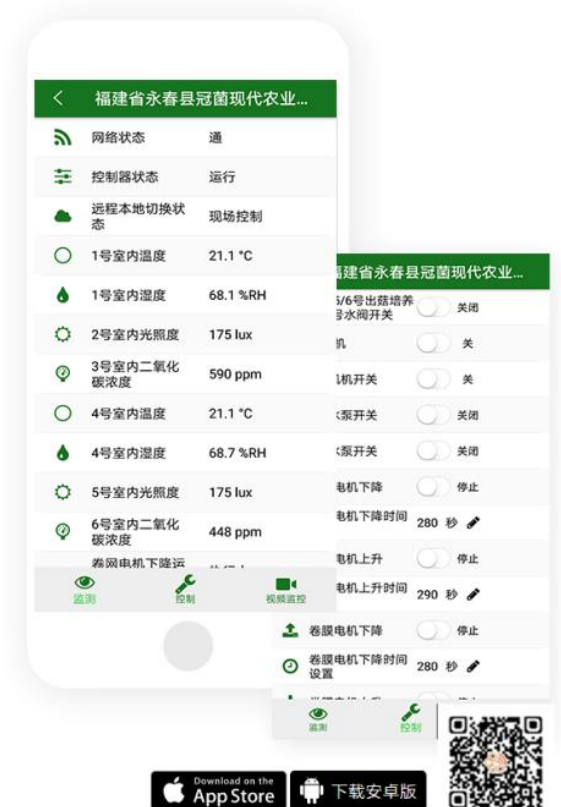 福建省永春县冠菌现代农业...
网络状态 通
控制器状态 运行
远程本地切换状
态
现场控制
1号室内温度 21.1 °C
1号室内湿度 68.1 %RH
2号室内光照度 175 lux
3号室内二氧化
碳浓度
590 ppm
4号室内温度 21.1 °C
4号室内湿度 68.7 %RH
5号室内光照度 175 lux
6号室内二氧化
碳浓度
448 ppm
卷网电机下降运
监测 控制 视频监控
福建省永春县冠菌现代农业...
5/6号出菇培养
号水阀开关
关闭
机 关
机开关 关
水泵开关 关闭
泵开关 关闭
电机下降 停止
电机下降时间
280 秒
电机上升 停止
电机上升时间
290 秒
卷膜电机下降 停止
卷膜电机下降时间
设置
280 秒
监测 控制
Download on the
App Store
下载安卓版